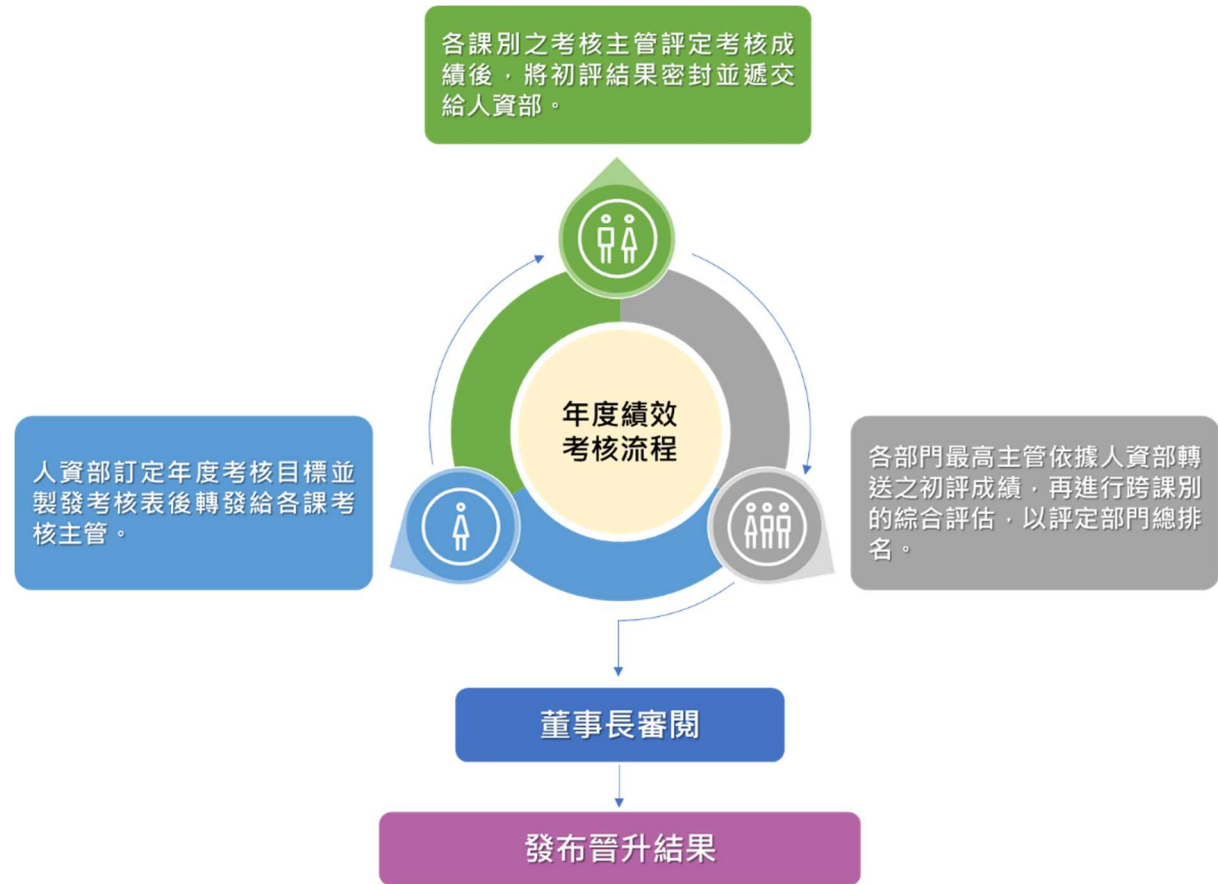 各課別之考核主管評定考核成
績後，將初評結果密封並遞交
給人資部。
年度績效
考核流程
人資部訂定年度考核目標並
製發考核表後轉發給各課考
核主管。
各部門最高主管依據人資部轉
送之初評成績，再進行跨課別
的綜合評估，以評定部門總排
名。
董事長審閱
發布晉升結果